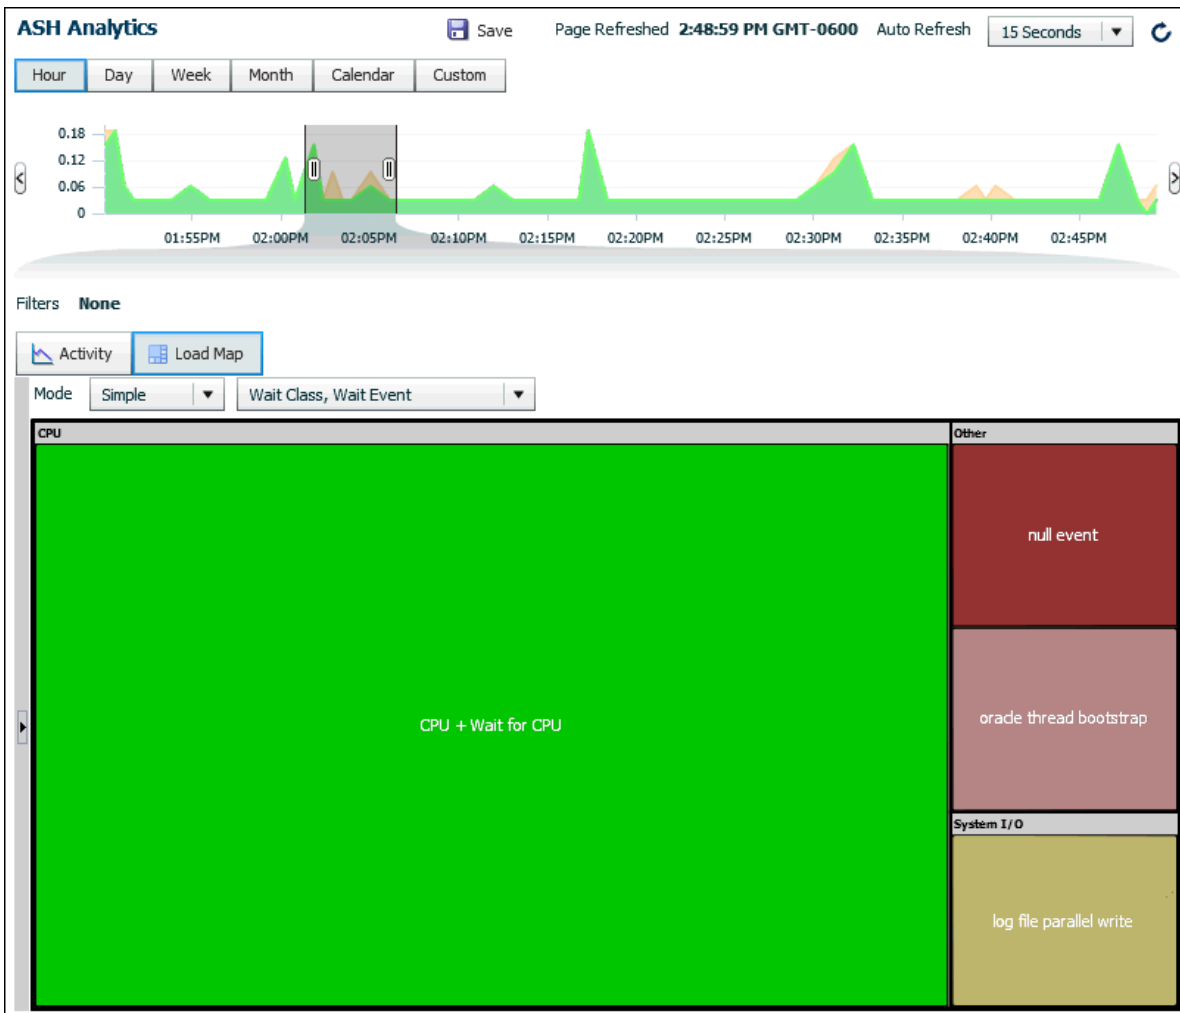 ASH Analytics Save Page Refreshed 2:48:59 PM GMT-0600 Auto Refresh 15 Seconds
Hour Day Week Month Calendar Custom
0.18
0.12
0.06
0
01:55PM 02:00PM 02:05PM 02:10PM 02:15PM 02:20PM 02:25PM 02:30PM 02:35PM 02:40PM 02:45PM
Filters None
Activity Load Map
Mode Simple Wait Class, Wait Event
CPU Other
null event
oracle thread bootstrap
CPU + Wait for CPU
System I/O
log file parallel write